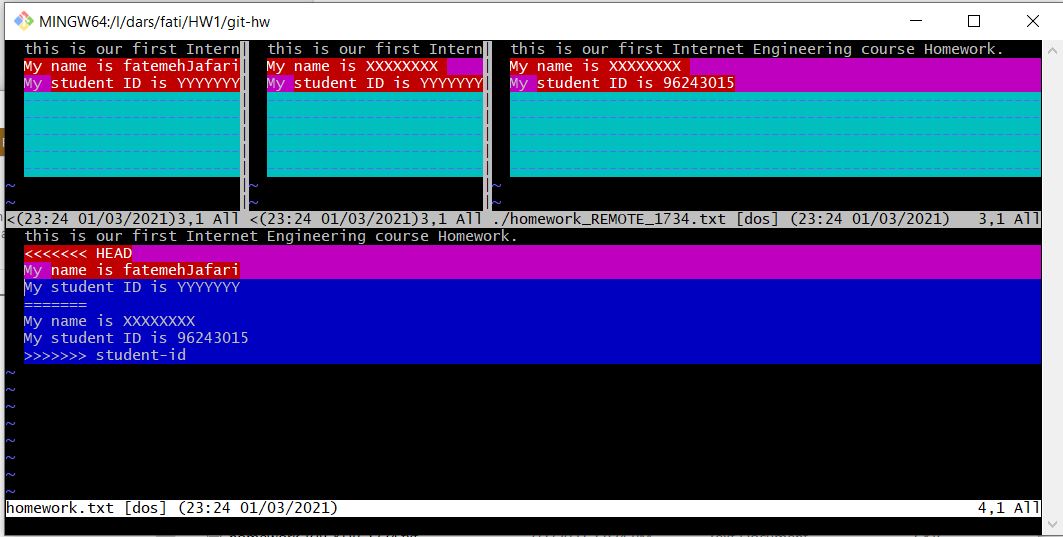 MINGW64:/l/dars/fati/HW1/git-hw
this is our first Intern
My name is fatemehJafari
My student ID is YYYYYYY
~
~
<(23:24 01/03/2021)3,1 All
this is our first Intern
My name is XXXXXXXX
My student ID is YYYYYYY
~
~
<(23:24 01/03/2021)3,1 All
this is our first Internet Engineering course Homework.
My name is XXXXXXXX
My student ID is 96243015
~
~
./homework_REMOTE_1734.txt [dos] (23:24 01/03/2021) 3,1 All
this is our first Internet Engineering course Homework.
<<<<<<< HEAD
My name is fatemehJafari
My student ID is YYYYYYY
=======
My name is XXXXXXXX
My student ID is 96243015
>>>>>>> student-id
~
~
~
~
~
~
~
~
homework.txt [dos] (23:24 01/03/2021) 4,1 All